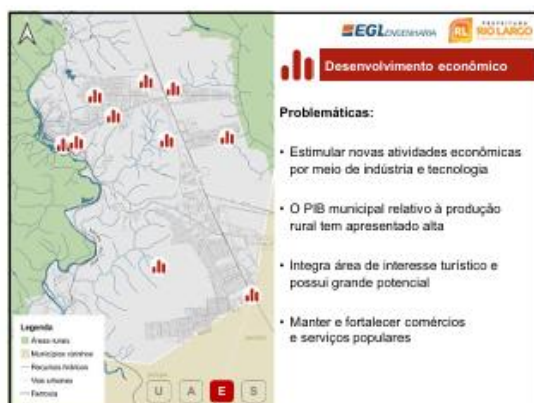 EGL ENGENHARIA
PREFEITURA
RL RIO LARGO
Desenvolvimento econômico
Problemáticas:
• Estimular novas atividades econômicas
por meio de indústria e tecnologia
• O PIB municipal relativo à produção
rural tem apresentado alta
• Integra área de interesse turístico e
possui grande potencial
• Manter e fortalecer comércios
e serviços populares
Legenda
Áreas rurais
Municípios vizinhos
Recursos hídricos
Vias urbanas
Ferrovia
U A E S